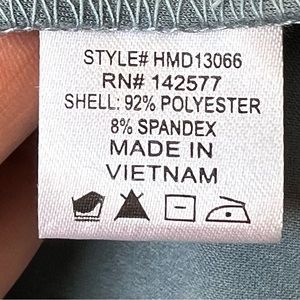 STYLE# HMD13066
RN# 142577
SHELL: 92% POLYESTER
8% SPANDEX
MADE IN
VIETNAM